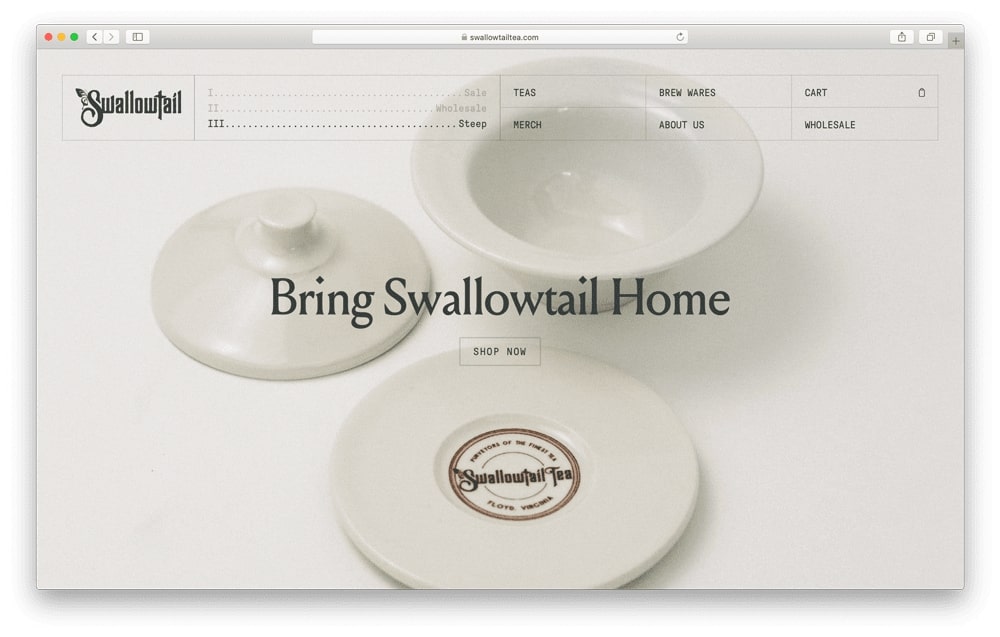 swallowtailtea.com
Swallowtail
I......................................... Sale
II.................................... Wholesale
III........................................ Steep
TEAS
BREW WARES
CART
MERCH
ABOUT US
WHOLESALE
Bring Swallowtail Home
SHOP NOW
PURVEYORS OF THE FINEST TEA
Swallowtail Tea
FLOYD, VIRGINIA